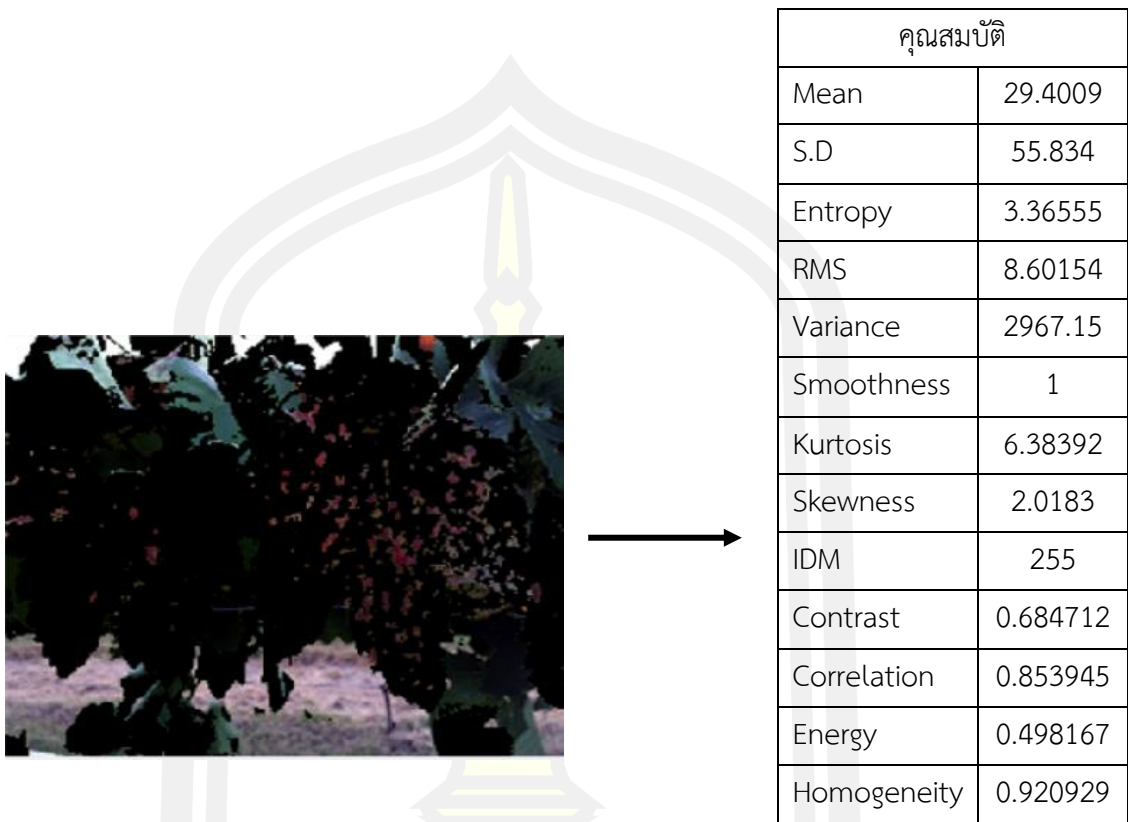 คุณสมบัติ
Mean 29.4009
S.D 55.834
Entropy 3.36555
RMS 8.60154
Variance 2967.15
Smoothness 1
Kurtosis 6.38392
Skewness 2.0183
IDM 255
Contrast 0.684712
Correlation 0.853945
Energy 0.498167
Homogeneity 0.920929